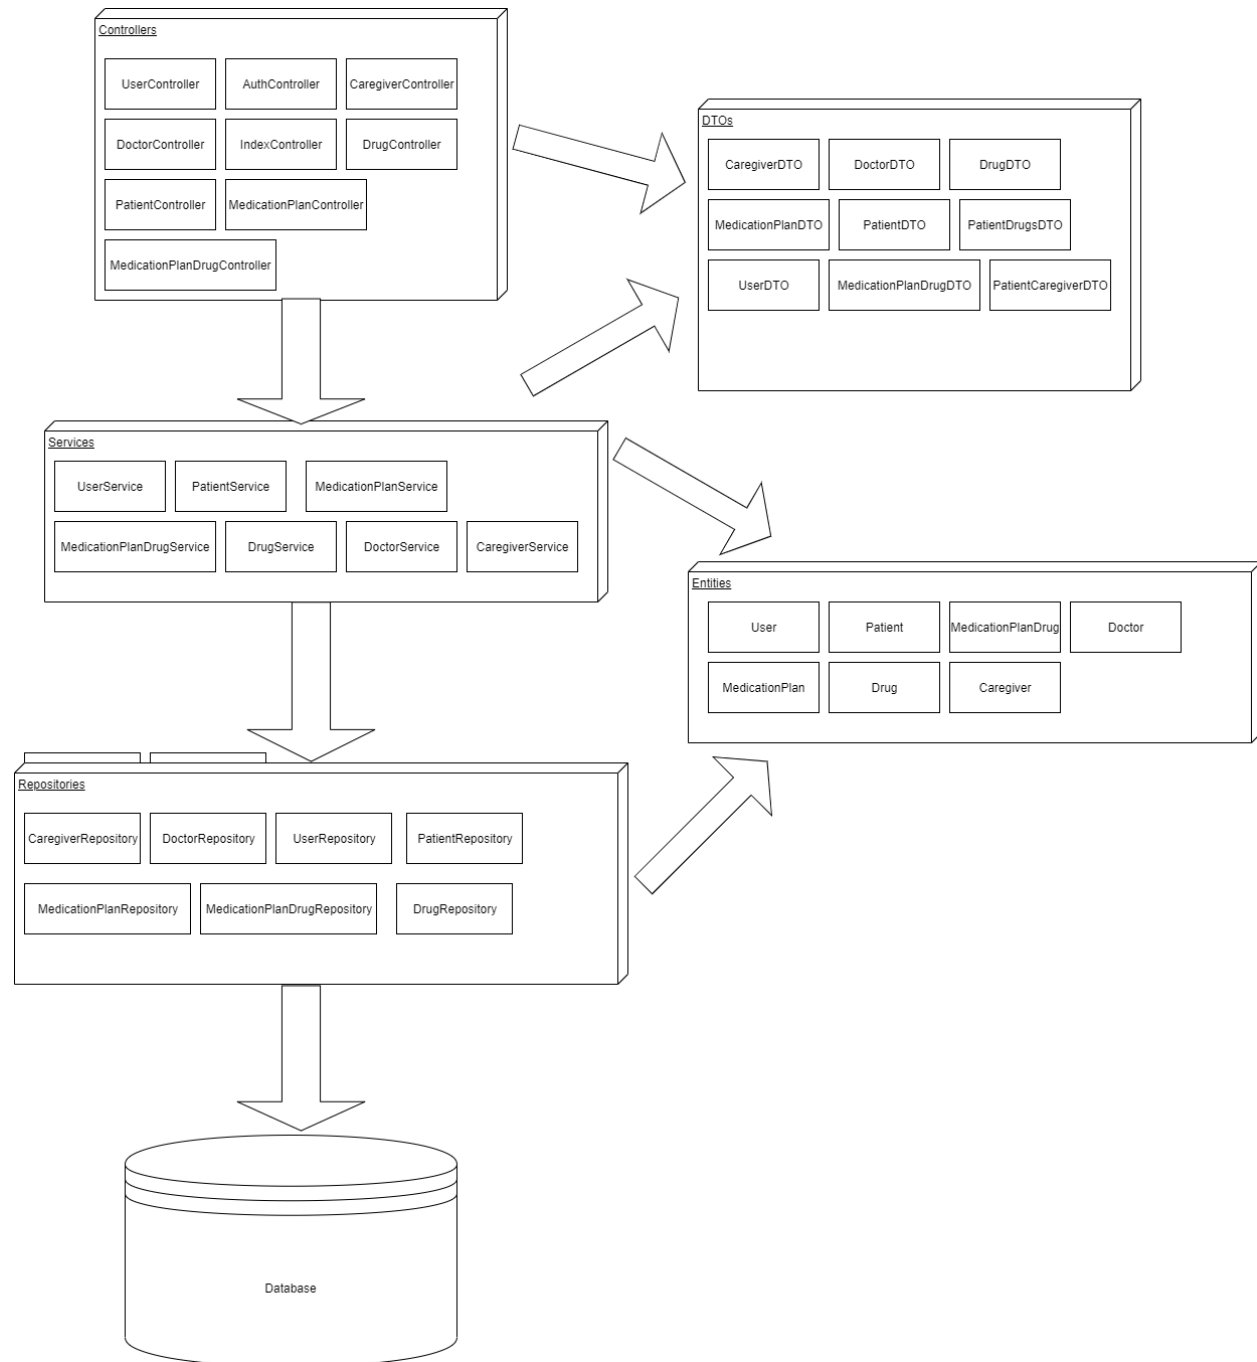 Controllers
UserController
AuthController
CaregiverController
DoctorController
IndexController
DrugController
PatientController
MedicationPlanController
MedicationPlanDrugController
DTOs
CaregiverDTO
DoctorDTO
DrugDTO
MedicationPlanDTO
PatientDTO
PatientDrugsDTO
UserDTO
MedicationPlanDrugDTO
PatientCaregiverDTO
Services
UserService
PatientService
MedicationPlanService
MedicationPlanDrugService
DrugService
DoctorService
CaregiverService
Entities
User
Patient
MedicationPlanDrug
Doctor
MedicationPlan
Drug
Caregiver
Repositories
CaregiverRepository
DoctorRepository
UserRepository
PatientRepository
MedicationPlanRepository
MedicationPlanDrugRepository
DrugRepository
Database